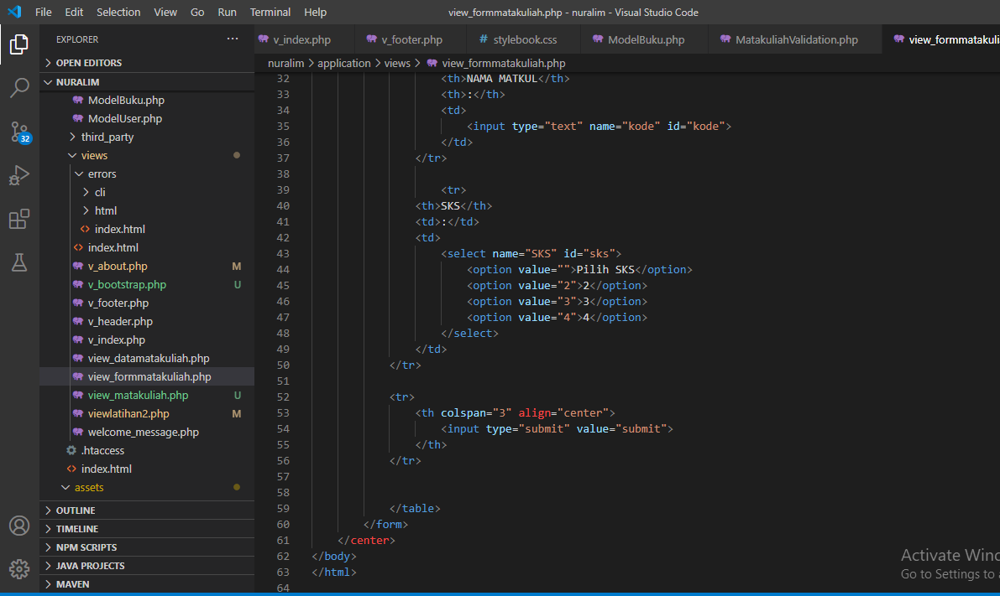 File Edit Selection View Go Run Terminal Help view_formmatakuliah.php - nuralim - Visual Studio Code
EXPLORER ...
v_index.php v_footer.php # stylebook.css ModelBuku.php MatakuliahValidation.php view_formmatakuli
OPEN EDITORS
nuralim > application > views > view_formmatakuliah.php
NURALIM
ModelBuku.php
ModelUser.php
third_party
views
errors
cli
html
<> index.html
<> index.html
v_about.php M
v_bootstrap.php U
v_footer.php
v_header.php
v_index.php
view_datamatakuliah.php
view_formmatakuliah.php
view_matakuliah.php U
viewlatihan2.php M
welcome_message.php
.htaccess
<> index.html
assets
OUTLINE
TIMELINE
NPM SCRIPTS
JAVA PROJECTS
MAVEN
32
32 <th>NAMA MATKUL</th>
33 <th>:</th>
34 <td>
35 <input type="text" name="kode" id="kode">
36 </td>
37 </tr>
38
39 <tr>
40 <th>SKS</th>
41 <td>:</td>
42 <td>
43 <select name="SKS" id="sks">
44 <option value="">Pilih SKS</option>
45 <option value="2">2</option>
46 <option value="3">3</option>
47 <option value="4">4</option>
48 </select>
49 </td>
50 </tr>
51
52 <tr>
53 <th colspan="3" align="center">
54 <input type="submit" value="submit">
55 </th>
56 </tr>
57
58
59 </table>
60 </form>
61 </center>
62 </body>
63 </html>
64
Activate Winc
Go to Settings to a